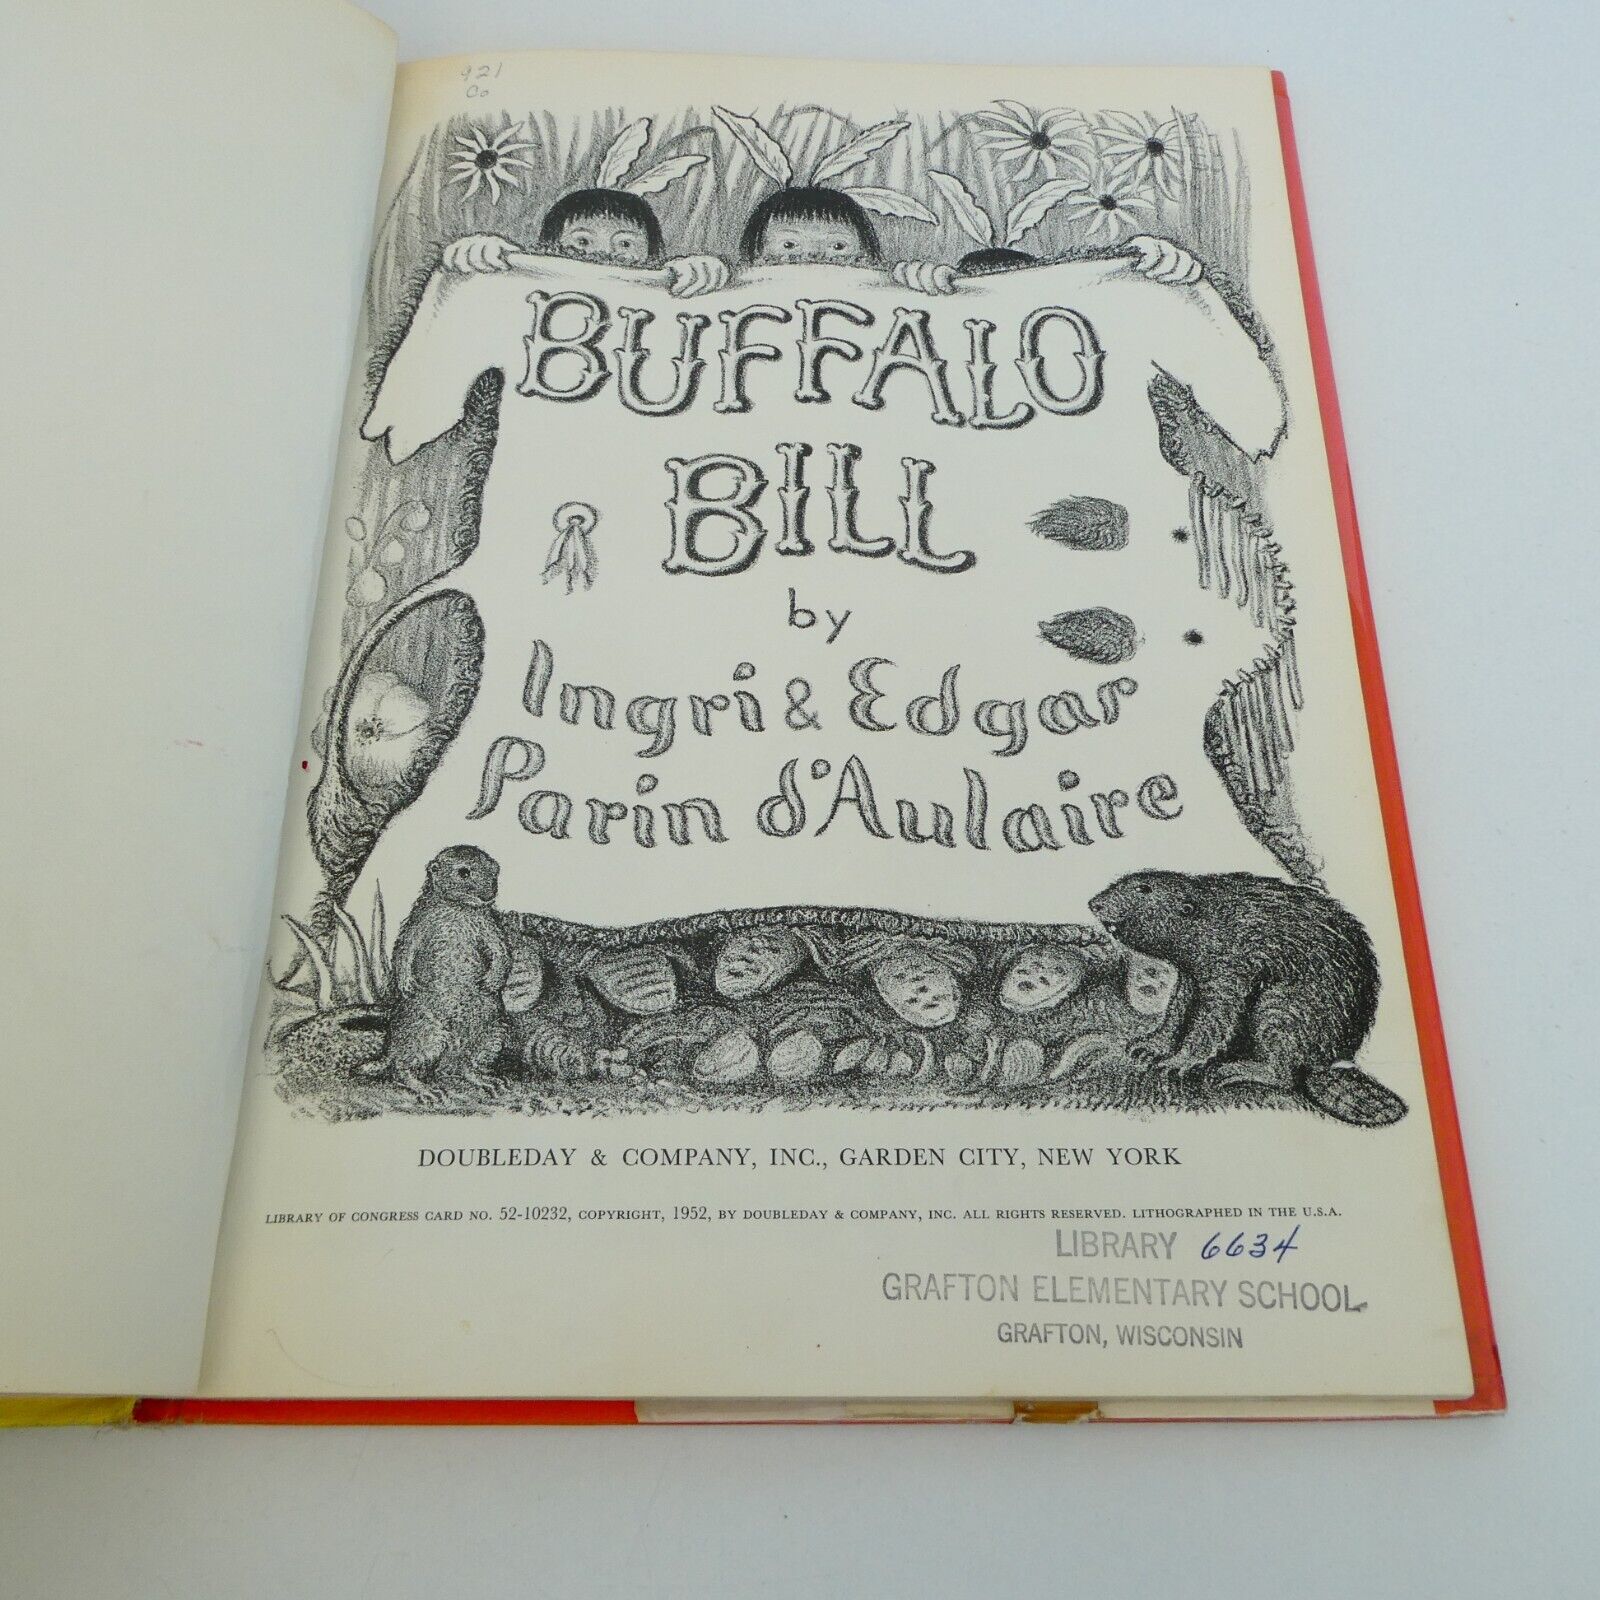 921
Co
BUFFALO
BILL
by
Ingri & Edgar
Parin d'Aulaire
DOUBLEDAY & COMPANY, INC., GARDEN CITY, NEW YORK
LIBRARY OF CONGRESS CARD NO. 52-10232, COPYRIGHT, 1952, BY DOUBLEDAY & COMPANY, INC. ALL RIGHTS RESERVED. LITHOGRAPHED IN THE U.S.A.
LIBRARY 6634
GRAFTON ELEMENTARY SCHOOL
GRAFTON, WISCONSIN